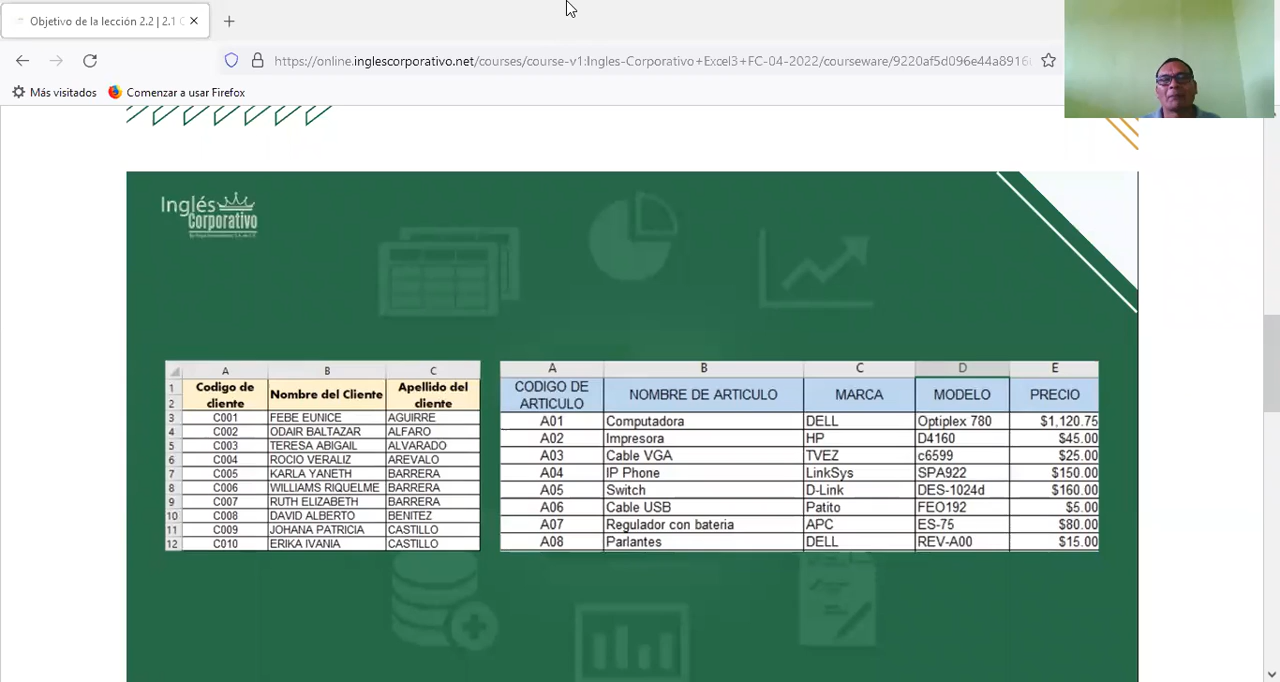 Objetivo de la lección 2.2 | 2.1
https://online.inglescorporativo.net/courses/course-v1:Ingles-Corporativo+Excel3+FC-04-2022/courseware/9220af5d096e44a8916
Más visitados Comenzar a usar Firefox
Inglés
Corporativo
A B C
1 Codigo de cliente Nombre del Cliente Apellido del cliente
2
3 C001 FEBE EUNICE AGUIRRE
4 C002 ODAIR BALTAZAR ALFARO
5 C003 TERESA ABIGAIL ALVARADO
6 C004 ROCIO VERALIZ AREVALO
7 C005 KARLA YANETH BARRERA
8 C006 WILLIAMS RIQUELME BARRERA
9 C007 RUTH ELIZABETH BARRERA
10 C008 DAVID ALBERTO BENITEZ
11 C009 JOHANA PATRICIA CASTILLO
12 C010 ERIKA IVANIA CASTILLO
A B C D E
CODIGO DE ARTICULO NOMBRE DE ARTICULO MARCA MODELO PRECIO
A01 Computadora DELL Optiplex 780 $1,120.75
A02 Impresora HP D4160 $45.00
A03 Cable VGA TVEZ c6599 $25.00
A04 IP Phone LinkSys SPA922 $150.00
A05 Switch D-Link DES-1024d $160.00
A06 Cable USB Patito FEO192 $5.00
A07 Regulador con bateria APC ES-75 $80.00
A08 Parlantes DELL REV-A00 $15.00